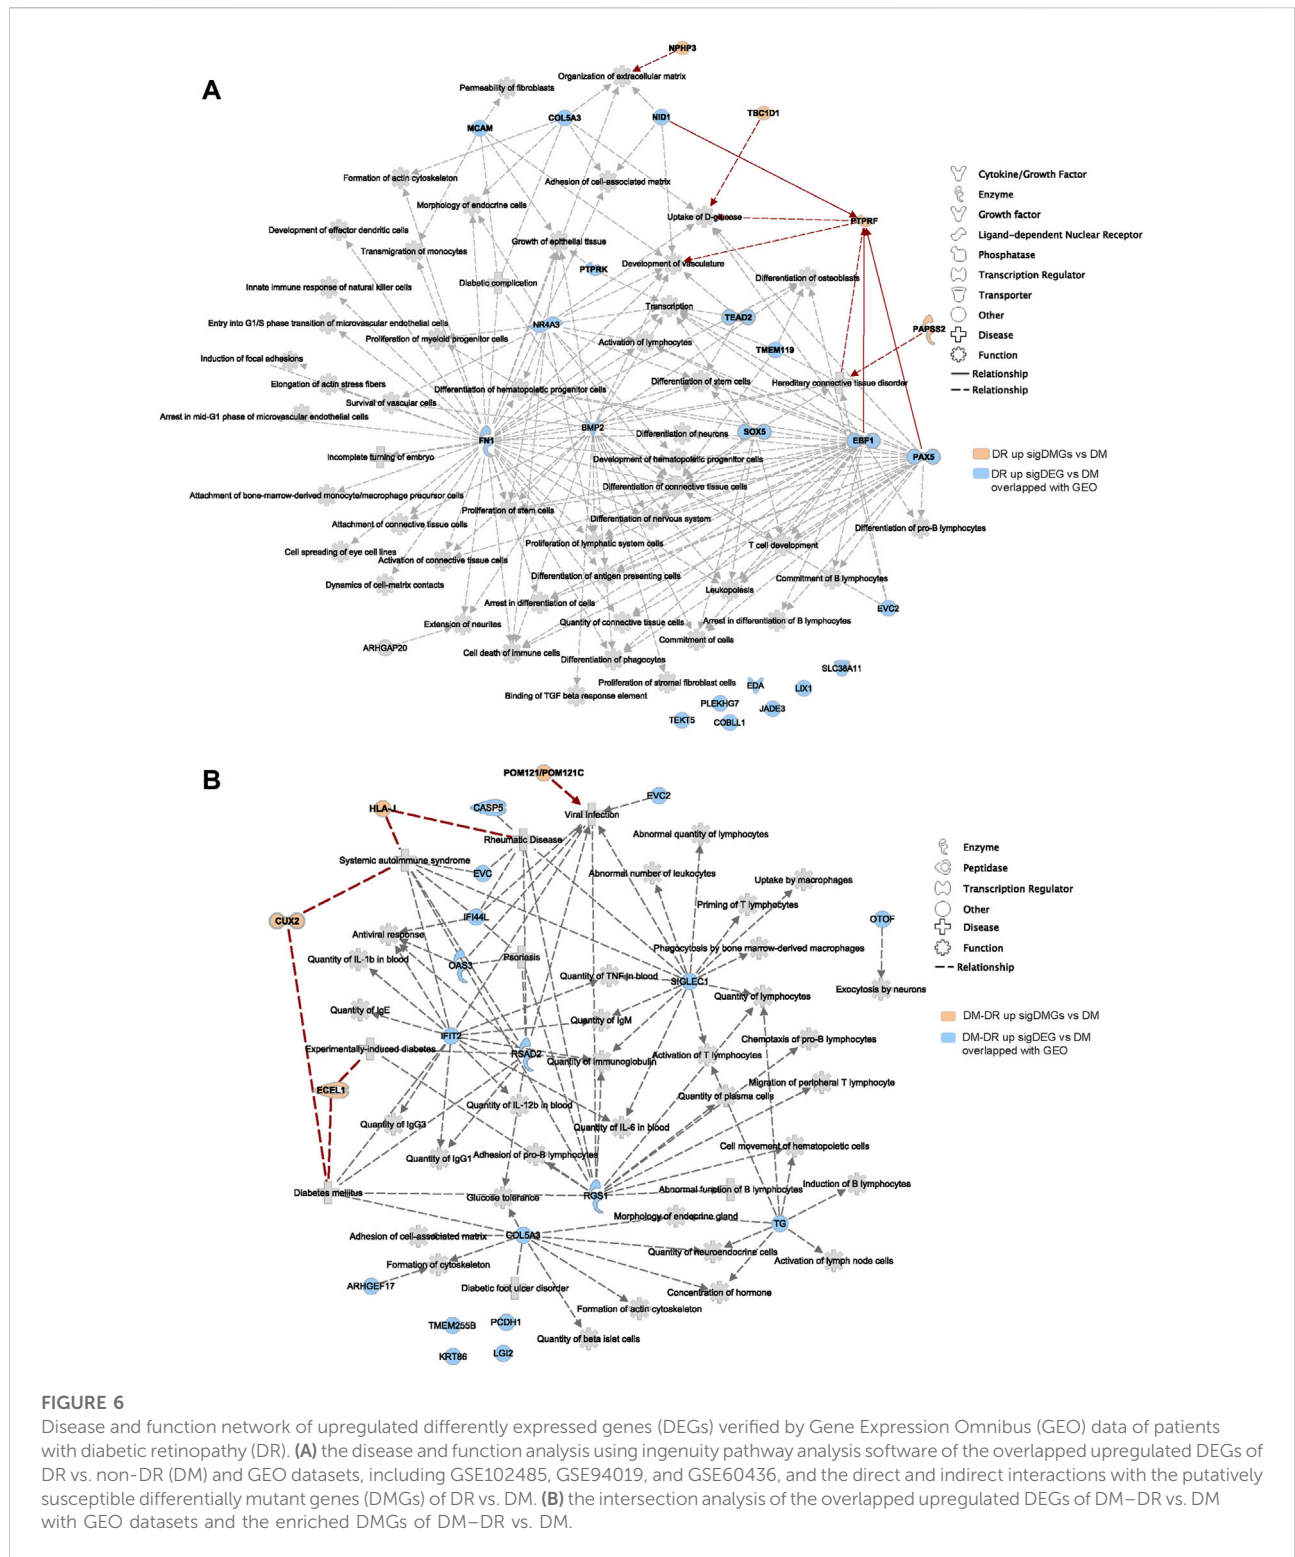 A
NPHP3
Organization of extracellular matrix
Permeability of fibroblasts
COL5A3
NID1
TBC1D1
MCAM
Cytokine/Growth Factor
Enzyme
Growth factor
Ligand-dependent Nuclear Receptor
Phosphatase
Transcription Regulator
Transporter
Other
Disease
Function
Relationship
Relationship
Formation of actin cytoskeleton
Adhesion of cell-associated matrix
Morphology of endocrine cells
Uptake of D-glucose
PTPRF
Development of effector dendritic cells
Transmigration of monocytes
Growth of epithelial tissue
Development of vasculature
PTPRK
Differentiation of osteoblasts
Innate immune response of natural killer cells
Diabetic complication
Transcription
Entry into G1/S phase transition of microvascular endothelial cells
NR4A3
TEAD2
PAPSS2
Proliferation of myeloid progenitor cells
Activation of lymphocytes
TMEM119
Induction of focal adhesions
Elongation of actin stress fibers
Differentiation of hematopoietic progenitor cells
Differentiation of stem cells
Hereditary connective tissue disorder
Survival of vascular cells
Arrest in mid-G1 phase of microvascular endothelial cells
FN1
BMP2
Differentiation of neurons
SOX5
EBF1
PAX5
DR up sigDMGs vs DM
DR up sigDEG vs DM
overlapped with GEO
Incomplete turning of embryo
Development of hematopoietic progenitor cells
Differentiation of connective tissue cells
Attachment of bone-marrow-derived monocyte/macrophage precursor cells
Proliferation of stem cells
Differentiation of nervous system
Attachment of connective tissue cells
Differentiation of pro-B lymphocytes
Proliferation of lymphatic system cells
T cell development
Cell spreading of eye cell lines
Activation of connective tissue cells
Dynamics of cell-matrix contacts
Differentiation of antigen presenting cells
Commitment of B lymphocytes
Leukopoiesis
Arrest in differentiation of cells
EVC2
Extension of neurites
Quantity of connective tissue cells
Arrest in differentiation of B lymphocytes
Commitment of cells
ARHGAP20
Cell death of immune cells
Differentiation of phagocytes
SLC38A11
Proliferation of stromal fibroblast cells
EDA
LIX1
Binding of TGF beta response element
PLEKHG7
JADE3
TEKT5
COBLL1
B
POM121/POM121C
HLA-J
CASP5
EVC2
Viral Infection
Rheumatic Disease
Abnormal quantity of lymphocytes
Enzyme
Peptidase
Transcription Regulator
Other
Disease
Function
Relationship
Systemic autoimmune syndrome
EVC
Abnormal number of leukocytes
Uptake by macrophages
Priming of T lymphocytes
CUX2
IFI44L
OTOF
Antiviral response
Phagocytosis by bone marrow-derived macrophages
Quantity of IL-1b in blood
OAS3
Psoriasis
Quantity of TNF in blood
SIGLEC1
Exocytosis by neurons
Quantity of lymphocytes
Quantity of IgE
Quantity of IgM
DM-DR up sigDMGs vs DM
DM-DR up sigDEG vs DM
overlapped with GEO
IFIT2
Chemotaxis of pro-B lymphocytes
Experimentally-induced diabetes
RSAD2
Quantity of immunoglobulin
Activation of T lymphocytes
ECEL1
Migration of peripheral T lymphocyte
Quantity of plasma cells
Quantity of IL-12b in blood
Quantity of IgG3
Quantity of IL-6 in blood
Cell movement of hematopoietic cells
Quantity of IgG1
Adhesion of pro-B lymphocytes
Diabetes mellitus
Glucose tolerance
RGS1
Abnormal function of B lymphocytes
Induction of B lymphocytes
Morphology of endocrine gland
TG
Adhesion of cell-associated matrix
COL5A3
Quantity of neuroendocrine cells
Activation of lymph node cells
Formation of cytoskeleton
ARHGEF17
Diabetic foot ulcer disorder
Concentration of hormone
Formation of actin cytoskeleton
TMEM255B
PCDH1
Quantity of beta islet cells
KRT86
LGI2
FIGURE 6
Disease and function network of upregulated differently expressed genes (DEGs) verified by Gene Expression Omnibus (GEO) data of patients
with diabetic retinopathy (DR). (A) the disease and function analysis using ingenuity pathway analysis software of the overlapped upregulated DEGs of
DR vs. non-DR (DM) and GEO datasets, including GSE102485, GSE94019, and GSE60436, and the direct and indirect interactions with the putatively
susceptible differentially mutant genes (DMGs) of DR vs. DM. (B) the intersection analysis of the overlapped upregulated DEGs of DM–DR vs. DM
with GEO datasets and the enriched DMGs of DM–DR vs. DM.